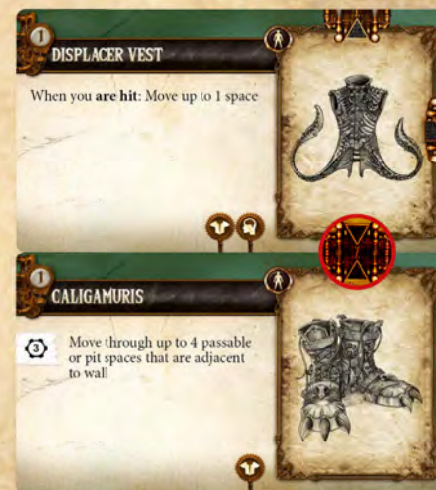 1
DISPLACER VEST
When you are hit: Move up to 1 space
1
CALIGAMURIS
3
Move through up to 4 passable
or pit spaces that are adjacent
to wall